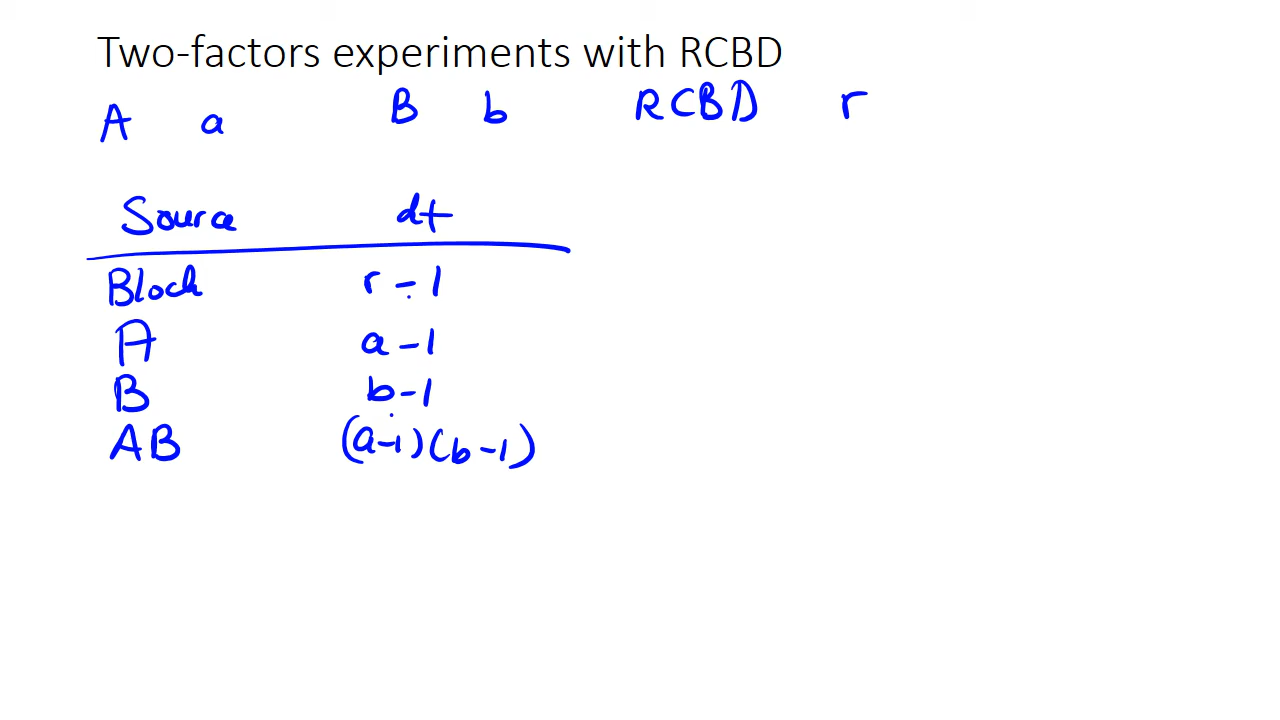 Two-factors experiments with RCBD
A a B b RCBD r
Source df
Block r - 1
A a - 1
B b - 1
AB (a-1)(b-1)